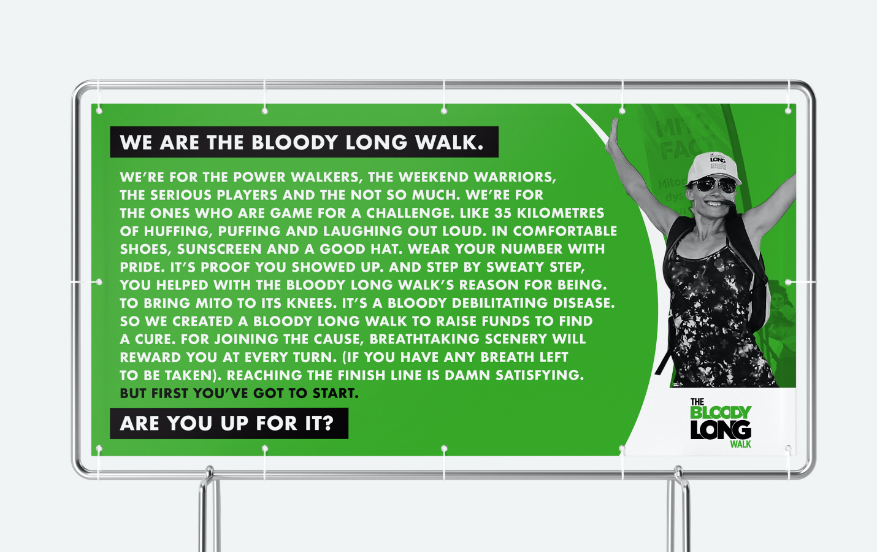 WE ARE THE BLOODY LONG WALK.
WE'RE FOR THE POWER WALKERS, THE WEEKEND WARRIORS,
THE SERIOUS PLAYERS AND THE NOT SO MUCH. WE'RE FOR
THE ONES WHO ARE GAME FOR A CHALLENGE. LIKE 35 KILOMETRES
OF HUFFING, PUFFING AND LAUGHING OUT LOUD. IN COMFORTABLE
SHOES, SUNSCREEN AND A GOOD HAT. WEAR YOUR NUMBER WITH
PRIDE. IT'S PROOF YOU SHOWED UP. AND STEP BY SWEATY STEP,
YOU HELPED WITH THE BLOODY LONG WALK'S REASON FOR BEING.
TO BRING MITO TO ITS KNEES. IT'S A BLOODY DEBILITATING DISEASE.
SO WE CREATED A BLOODY LONG WALK TO RAISE FUNDS TO FIND
A CURE. FOR JOINING THE CAUSE, BREATHTAKING SCENERY WILL
REWARD YOU AT EVERY TURN. (IF YOU HAVE ANY BREATH LEFT
TO BE TAKEN). REACHING THE FINISH LINE IS DAMN SATISFYING.
BUT FIRST YOU'VE GOT TO START.
ARE YOU UP FOR IT?
LONG
THE
BLOODY
LONG
WALK